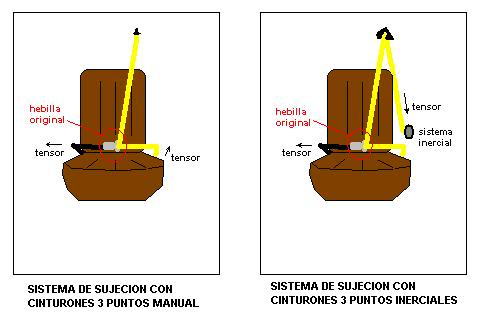 hebilla
original
tensor
tensor
SISTEMA DE SUJECION CON
CINTURONES 3 PUNTOS MANUAL
hebilla
original
tensor
sistema
inercial
tensor
SISTEMA DE SUJECION CON
CINTURONES 3 PUNTOS INERCIALES